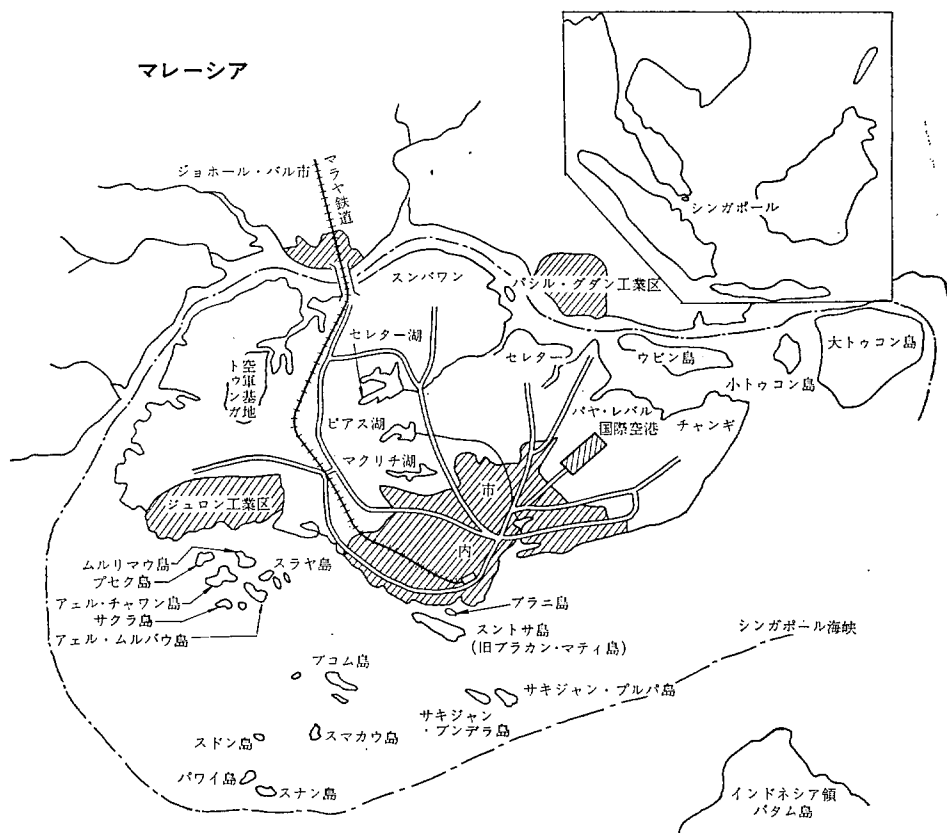 マレーシア
シンガポール
ジョホール・バル市
マラヤ鉄道
スンバワン
パシル・グダン工業区
セレター湖
セレター
ウビン島
大トゥコン島
小トゥコン島
空軍基地
トゥンガ
ピアス湖
パヤ・レバル
国際空港
チャンギ
マクリチ湖
市内
ジュロン工業区
ムルリマウ島
スラヤ島
プセク島
アェル・チャワン島
サクラ島
アェル・ムルバウ島
ブラニ島
スントサ島
(旧ブラカン・マティ島)
シンガポール海峡
ブコム島
サキジャン・プルパ島
サキジャン
・ブンデラ島
スマカウ島
スドン島
パワイ島
スナン島
インドネシア領
バタム島